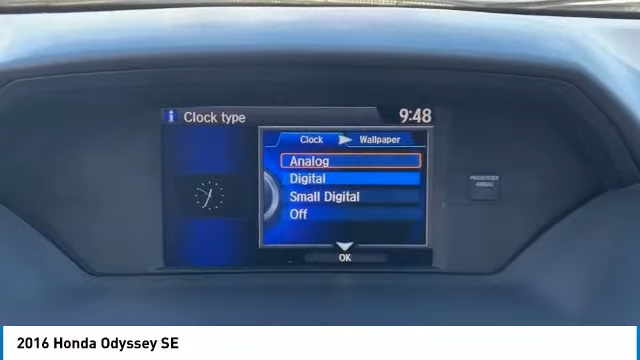 i Clock type 9:48
Clock Wallpaper
Analog
Digital
Small Digital
Off
OK
PASSENGER
AIRBAG
2016 Honda Odyssey SE